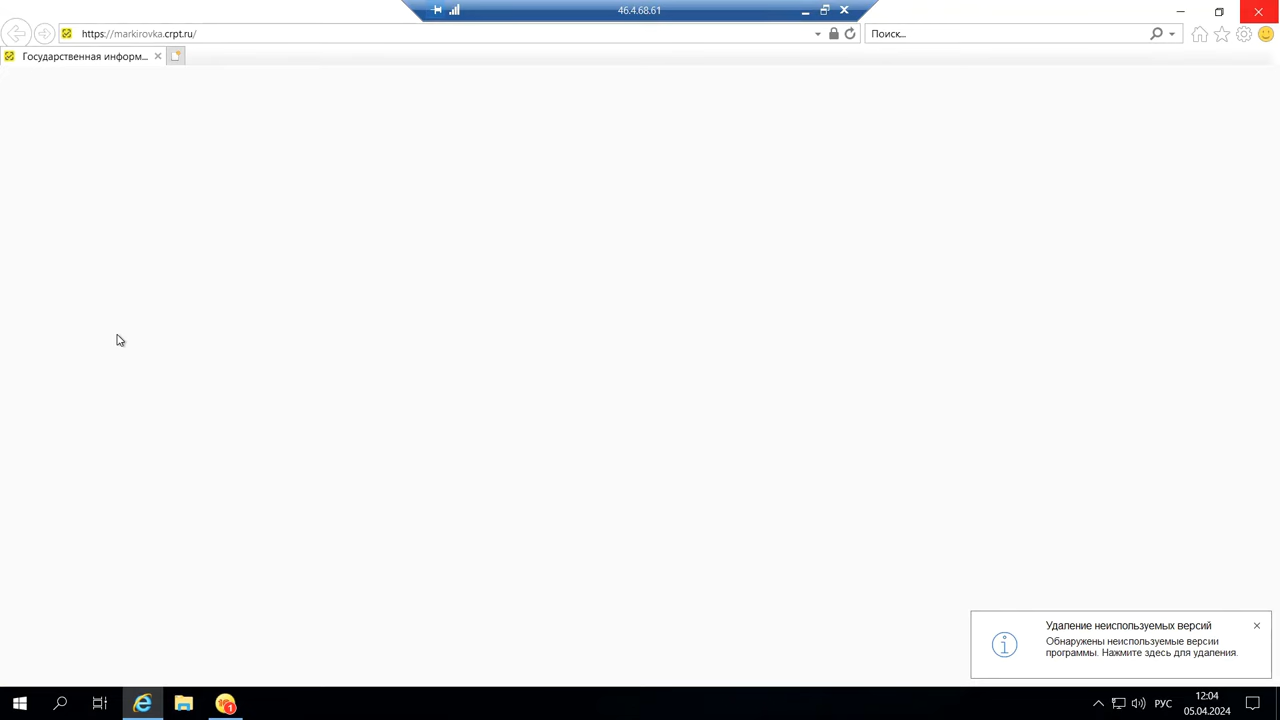 46.4.68.61
https://markirovka.crpt.ru/
Поиск...
Государственная информ...
Удаление неиспользуемых версий
Обнаружены неиспользуемые версии
программы. Нажмите здесь для удаления.
1
РУС
12:04
05.04.2024